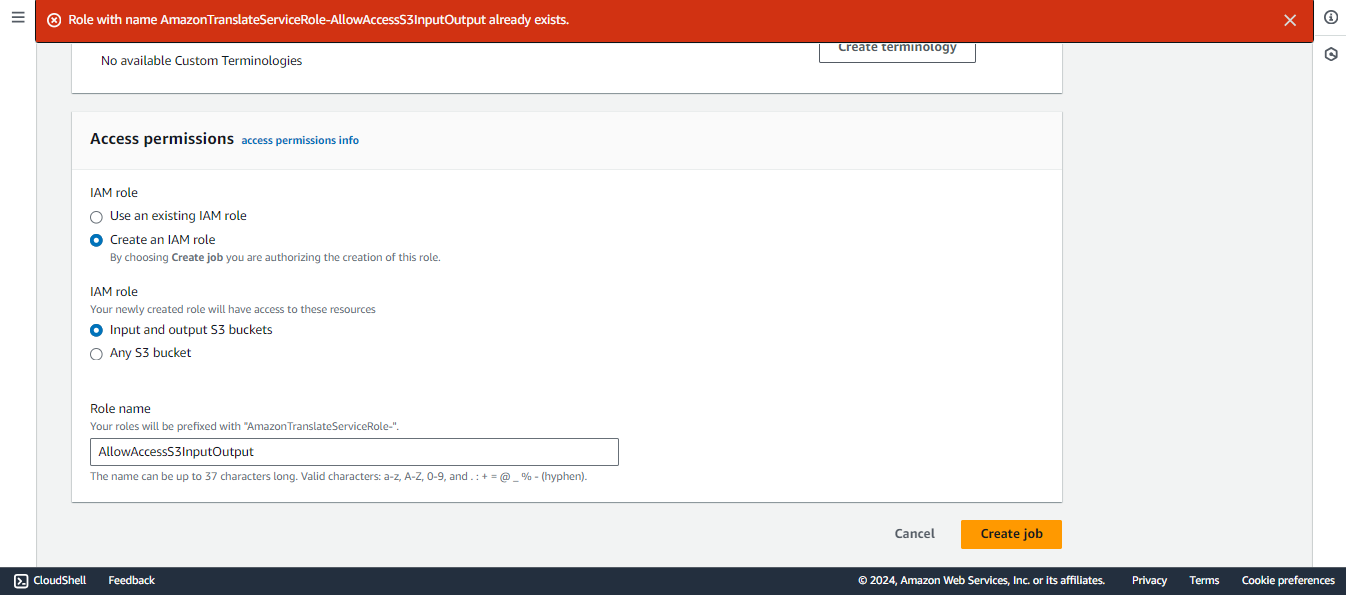 Role with name AmazonTranslateServiceRole-AllowAccessS3InputOutput already exists.
Create terminology
No available Custom Terminologies
Access permissions access permissions info
IAM role
Use an existing IAM role
Create an IAM role
By choosing Create job you are authorizing the creation of this role.
IAM role
Your newly created role will have access to these resources
Input and output S3 buckets
Any S3 bucket
Role name
Your roles will be prefixed with "AmazonTranslateServiceRole-".
AllowAccessS3InputOutput
The name can be up to 37 characters long. Valid characters: a-z, A-Z, 0-9, and . : + = @ _ % - (hyphen).
Cancel Create job
CloudShell Feedback © 2024, Amazon Web Services, Inc. or its affiliates. Privacy Terms Cookie preferences